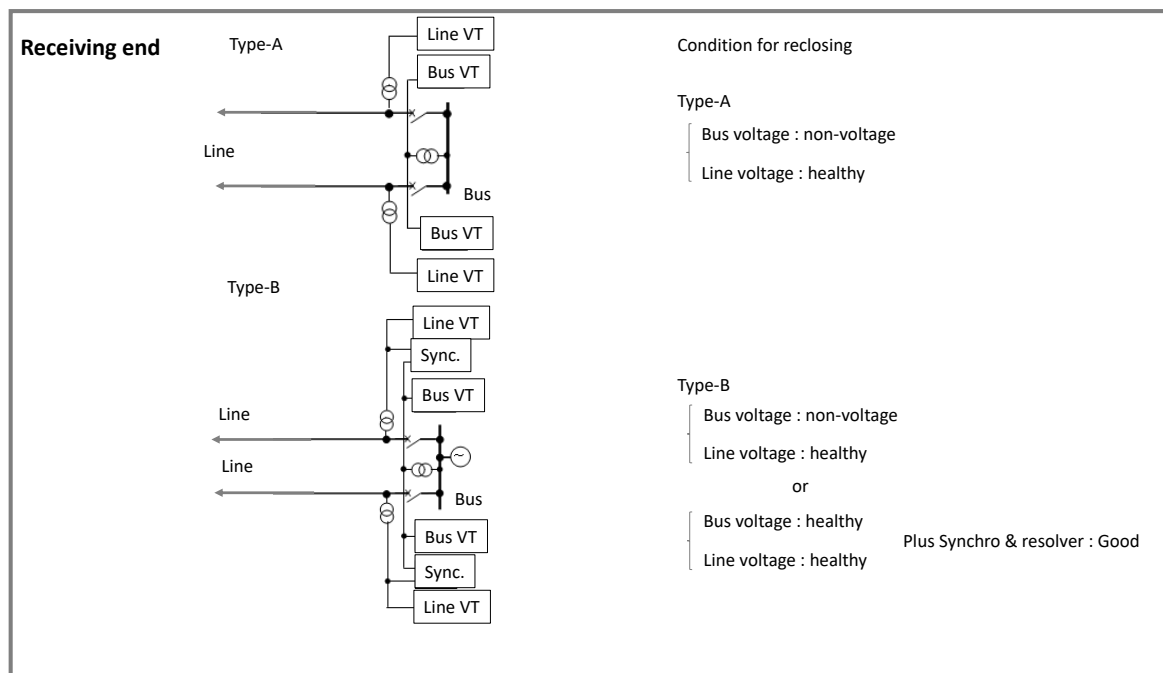 Receiving end
Type-A
Line VT
Bus VT
Line
Bus
Bus VT
Line VT
Type-B
Line VT
Sync.
Bus VT
Line
Line
~
Bus
Bus VT
Sync.
Line VT
Condition for reclosing
Type-A
Bus voltage : non-voltage
Line voltage : healthy
Type-B
Bus voltage : non-voltage
Line voltage : healthy
or
Bus voltage : healthy
Line voltage : healthy
Plus Synchro & resolver : Good